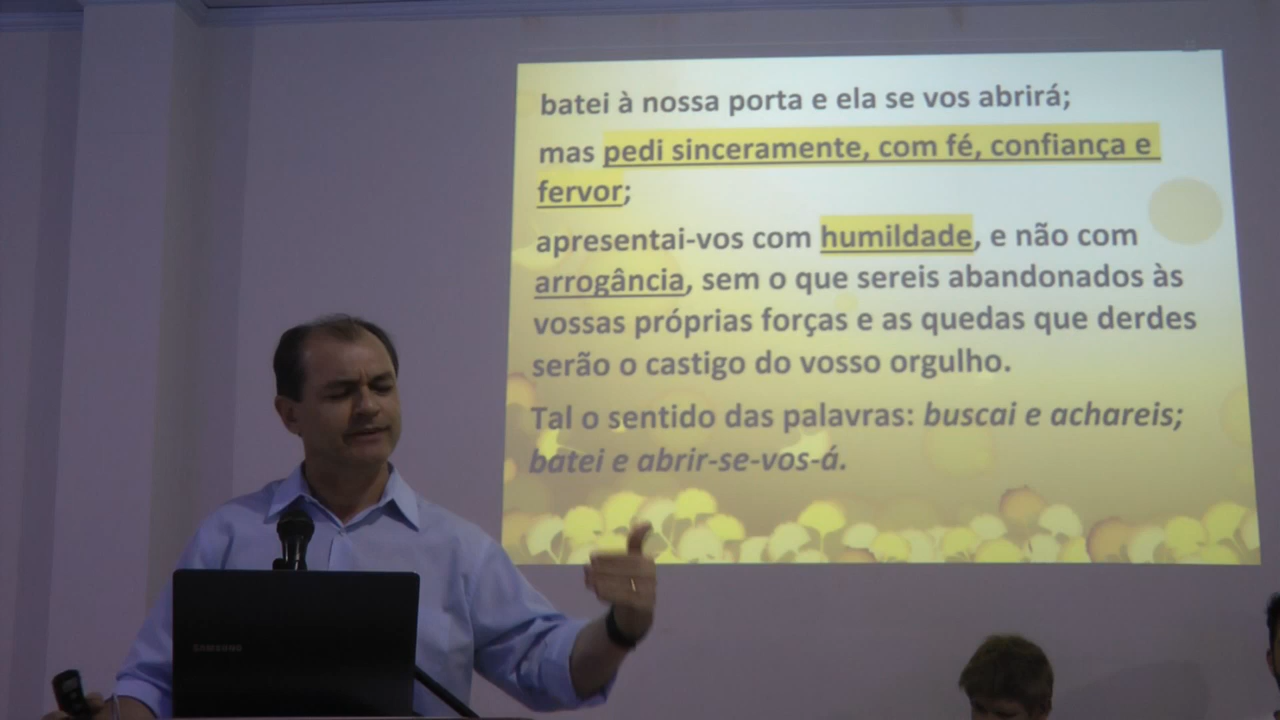 batei à nossa porta e ela se vos abrirá;
mas pedi sinceramente, com fé, confiança e
fervor;
apresentai-vos com humildade, e não com
arrogância, sem o que sereis abandonados às
vossas próprias forças e as quedas que derdes
serão o castigo do vosso orgulho.
Tal o sentido das palavras: buscai e achareis;
batei e abrir-se-vos-á.
SAMSUNG